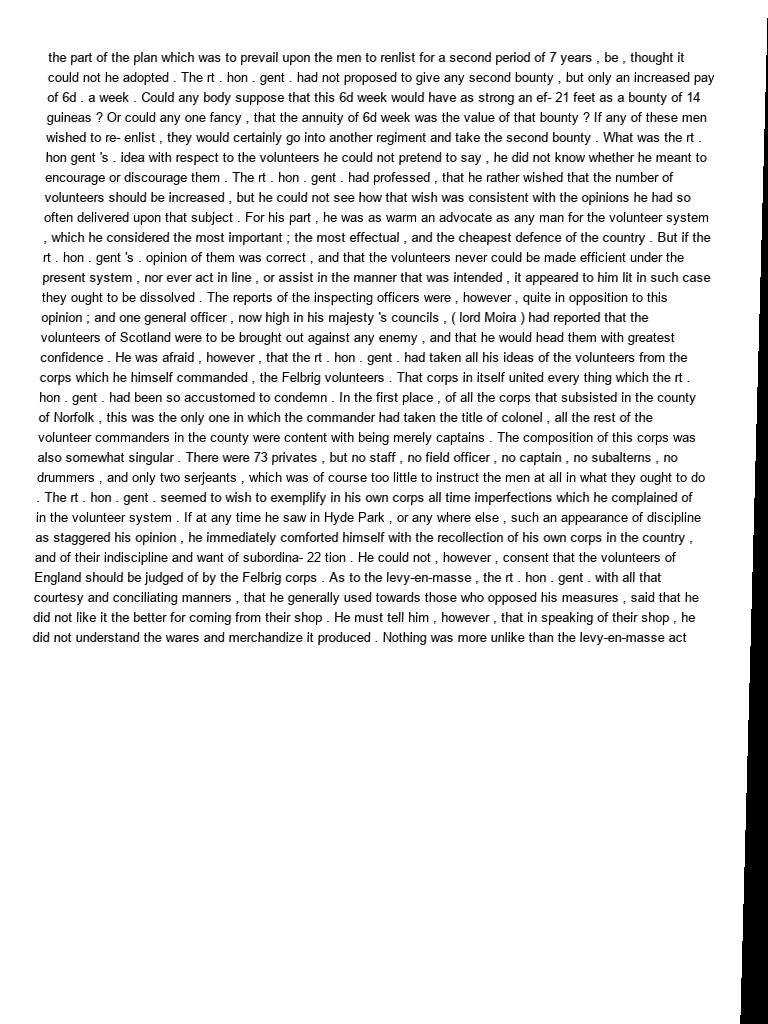 the part of the plan which was to prevail upon the men to renlist for a second period of 7 years , be , thought it
could not he adopted . The rt . hon . gent . had not proposed to give any second bounty , but only an increased pay
of 6d . a week . Could any body suppose that this 6d week would have as strong an ef- 21 feet as a bounty of 14
guineas ? Or could any one fancy , that the annuity of 6d week was the value of that bounty ? If any of these men
wished to re- enlist , they would certainly go into another regiment and take the second bounty . What was the rt .
hon gent 's . idea with respect to the volunteers he could not pretend to say , he did not know whether he meant to
encourage or discourage them . The rt . hon . gent . had professed , that he rather wished that the number of
volunteers should be increased , but he could not see how that wish was consistent with the opinions he had so
often delivered upon that subject . For his part , he was as warm an advocate as any man for the volunteer system
, which he considered the most important ; the most effectual , and the cheapest defence of the country . But if the
rt . hon . gent 's . opinion of them was correct , and that the volunteers never could be made efficient under the
present system , nor ever act in line , or assist in the manner that was intended , it appeared to him lit in such case
they ought to be dissolved . The reports of the inspecting officers were , however , quite in opposition to this
opinion ; and one general officer , now high in his majesty 's councils , ( lord Moira ) had reported that the
volunteers of Scotland were to be brought out against any enemy , and that he would head them with greatest
confidence . He was afraid , however , that the rt . hon . gent . had taken all his ideas of the volunteers from the
corps which he himself commanded , the Felbrig volunteers . That corps in itself united every thing which the rt .
hon . gent . had been so accustomed to condemn . In the first place , of all the corps that subsisted in the county
of Norfolk , this was the only one in which the commander had taken the title of colonel , all the rest of the
volunteer commanders in the county were content with being merely captains . The composition of this corps was
also somewhat singular . There were 73 privates , but no staff , no field officer , no captain , no subalterns , no
drummers , and only two serjeants , which was of course too little to instruct the men at all in what they ought to do
. The rt . hon . gent . seemed to wish to exemplify in his own corps all time imperfections which he complained of
in the volunteer system . If at any time he saw in Hyde Park , or any where else , such an appearance of discipline
as staggered his opinion , he immediately comforted himself with the recollection of his own corps in the country ,
and of their indiscipline and want of subordina- 22 tion . He could not , however , consent that the volunteers of
England should be judged of by the Felbrig corps . As to the levy-en-masse , the rt . hon . gent . with all that
courtesy and conciliating manners , that he generally used towards those who opposed his measures , said that he
did not like it the better for coming from their shop . He must tell him , however , that in speaking of their shop , he
did not understand the wares and merchandize it produced . Nothing was more unlike than the levy-en-masse act